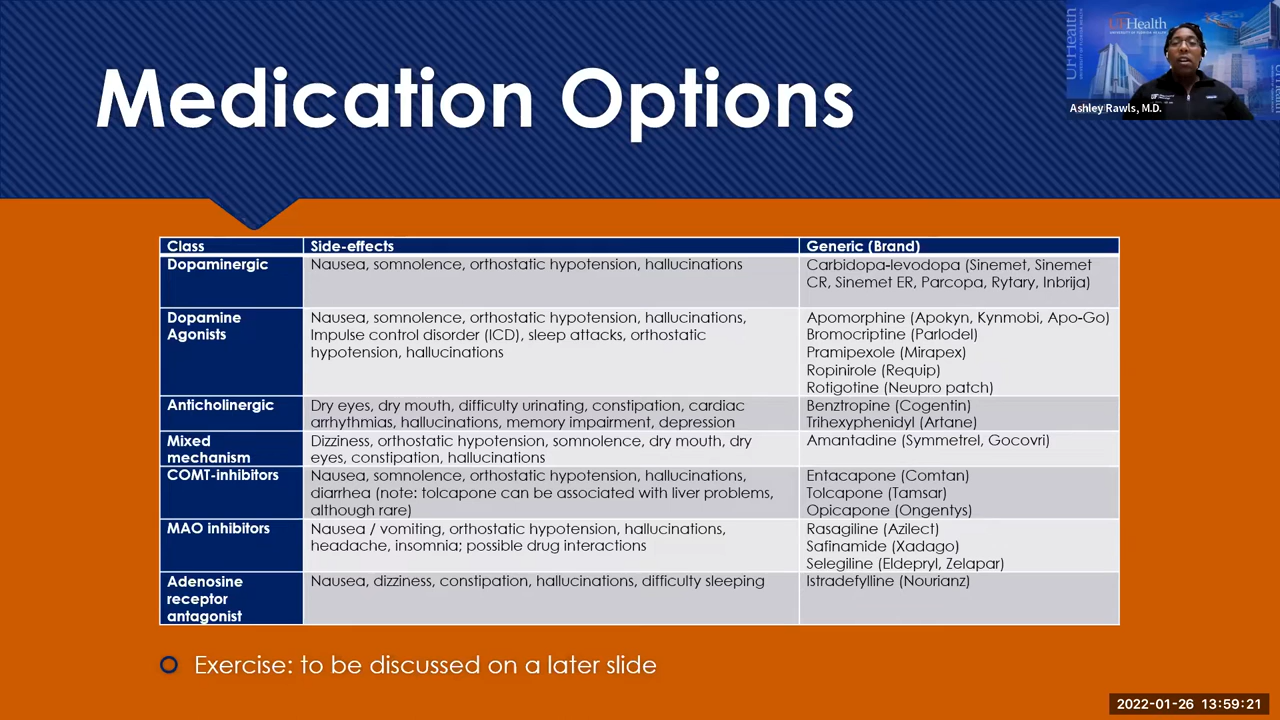 Medication Options
UFHealth
UNIVERSITY OF FLORIDA HEALTH
UFHealth
Ashley Rawls, M.D.
Class Side-effects Generic (Brand)
Dopaminergic
Nausea, somnolence, orthostatic hypotension, hallucinations
Carbidopa-levodopa (Sinemet, Sinemet
CR, Sinemet ER, Parcopa, Rytary, Inbrija)
Dopamine
Agonists
Nausea, somnolence, orthostatic hypotension, hallucinations,
Impulse control disorder (ICD), sleep attacks, orthostatic
hypotension, hallucinations
Apomorphine (Apokyn, Kynmobi, Apo-Go)
Bromocriptine (Parlodel)
Pramipexole (Mirapex)
Ropinirole (Requip)
Rotigotine (Neupro patch)
Anticholinergic
Dry eyes, dry mouth, difficulty urinating, constipation, cardiac
arrhythmias, hallucinations, memory impairment, depression
Benztropine (Cogentin)
Trihexyphenidyl (Artane)
Mixed
mechanism
Dizziness, orthostatic hypotension, somnolence, dry mouth, dry
eyes, constipation, hallucinations
Amantadine (Symmetrel, Gocovri)
COMT-inhibitors
Nausea, somnolence, orthostatic hypotension, hallucinations,
diarrhea (note: tolcapone can be associated with liver problems,
although rare)
Entacapone (Comtan)
Tolcapone (Tamsar)
Opicapone (Ongentys)
MAO inhibitors
Nausea / vomiting, orthostatic hypotension, hallucinations,
headache, insomnia; possible drug interactions
Rasagiline (Azilect)
Safinamide (Xadago)
Selegiline (Eldepryl, Zelapar)
Adenosine
receptor
antagonist
Nausea, dizziness, constipation, hallucinations, difficulty sleeping
Istradefylline (Nourianz)
Exercise: to be discussed on a later slide
2022-01-26 13:59:21